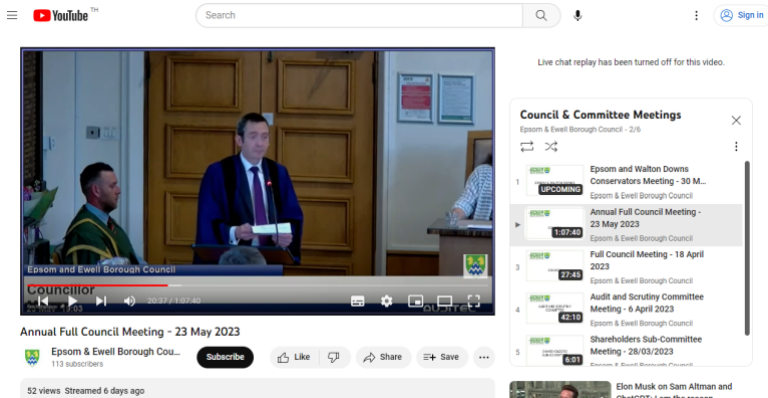 YouTube TH
Search
Sign in
Live chat replay has been turned off for this video.
Council & Committee Meetings
Epsom & Ewell Borough Council - 2/6
1
UPCOMING
Epsom and Walton Downs
Conservators Meeting - 30 M...
Epsom & Ewell Borough Council
1:07:40
Annual Full Council Meeting -
23 May 2023
Epsom & Ewell Borough Council
3
27:45
Full Council Meeting - 18 April
2023
Epsom & Ewell Borough Council
4
42:10
Audit and Scrutiny Committee
Meeting - 6 April 2023
Epsom & Ewell Borough Council
5
6:01
Shareholders Sub-Committee
Meeting - 28/03/2023
Epsom & Ewell Borough Council
Epsom and Ewell Borough Council
Councillor
20:37 / 1:07:40
Annual Full Council Meeting - 23 May 2023
Epsom & Ewell Borough Cou...
113 subscribers
Subscribe
Like
Share
Save
52 views Streamed 6 days ago
Elon Musk on Sam Altman and